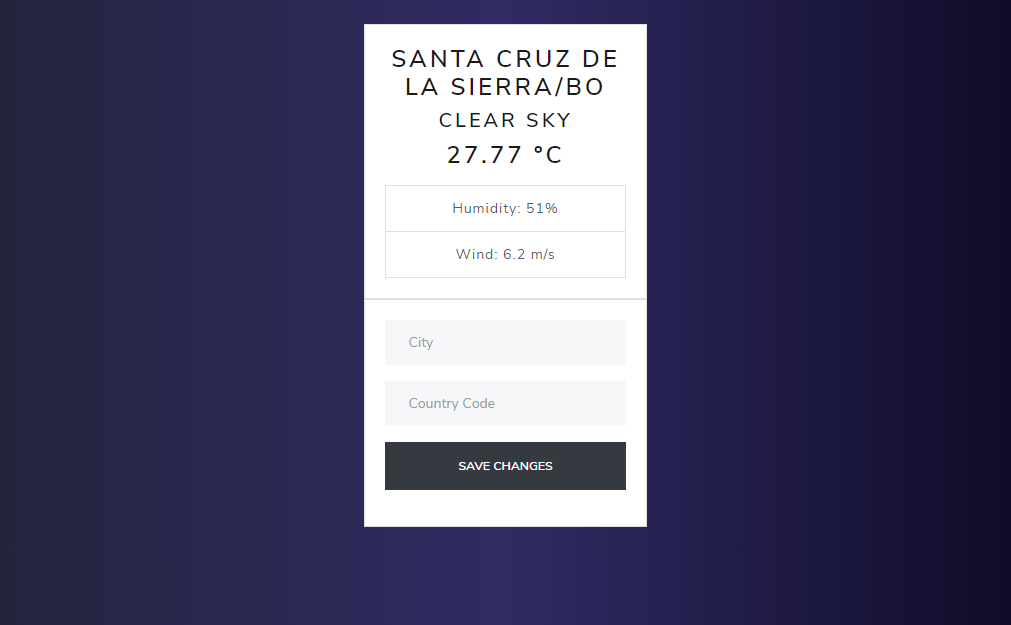 SANTA CRUZ DE
LA SIERRA/BO
CLEAR SKY
27.77 °C
Humidity: 51%
Wind: 6.2 m/s
City
Country Code
SAVE CHANGES